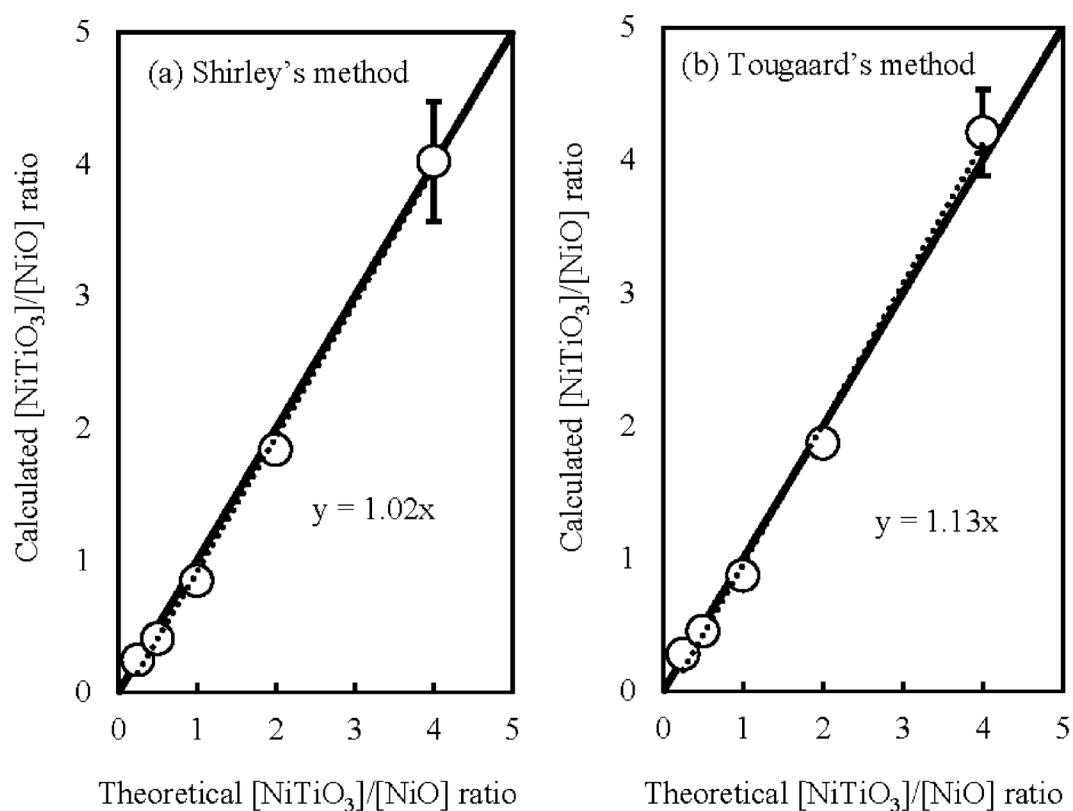 (a) Shirley's method
y = 1.02x
5
4
3
2
1
0
0 1 2 3 4 5
Calculated [NiTiO₃]/[NiO] ratio
Theoretical [NiTiO₃]/[NiO] ratio
(b) Tougaard's method
y = 1.13x
5
4
3
2
1
0
0 1 2 3 4 5
Calculated [NiTiO₃]/[NiO] ratio
Theoretical [NiTiO₃]/[NiO] ratio